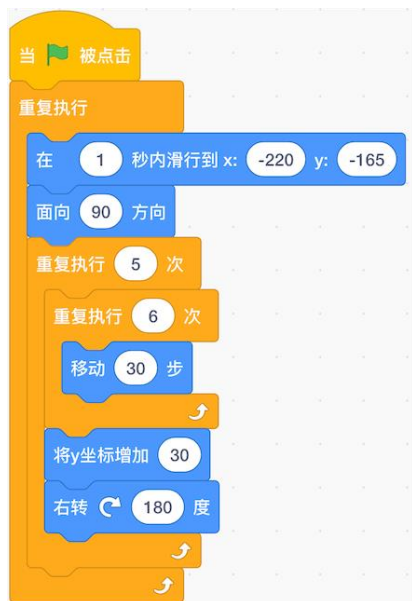 当 被点击
重复执行
在 1 秒内滑行到 x: -220 y: -165
面向 90 方向
重复执行 5 次
重复执行 6 次
移动 30 步
将y坐标增加 30
右转 180 度